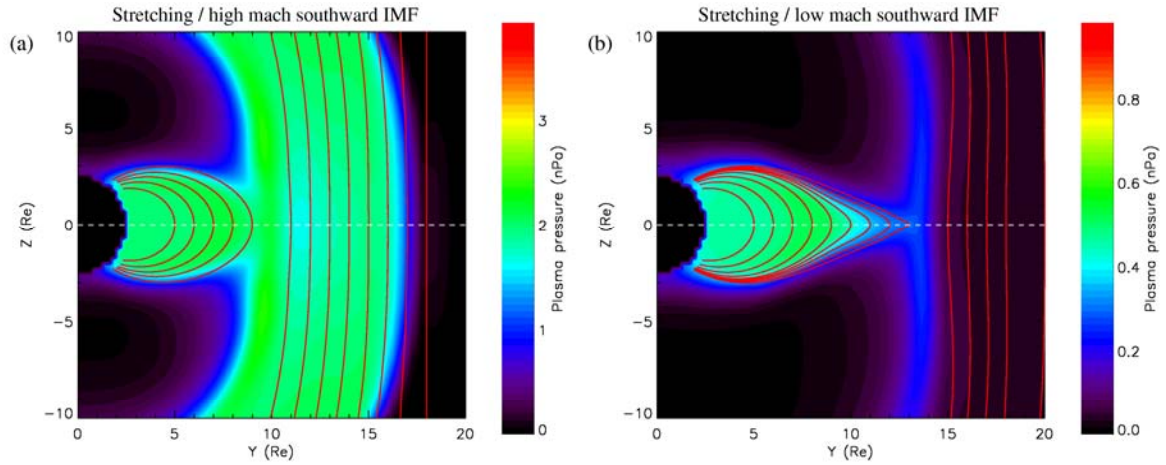 Stretching / high mach southward IMF
(a)
10
5
0
−5
−10
Z (Re)
0 5 10 15 20
Y (Re)
3
2
1
0
Plasma pressure (nPa)
Stretching / low mach southward IMF
(b)
10
5
0
−5
−10
Z (Re)
0 5 10 15 20
Y (Re)
0.8
0.6
0.4
0.2
0.0
Plasma pressure (nPa)